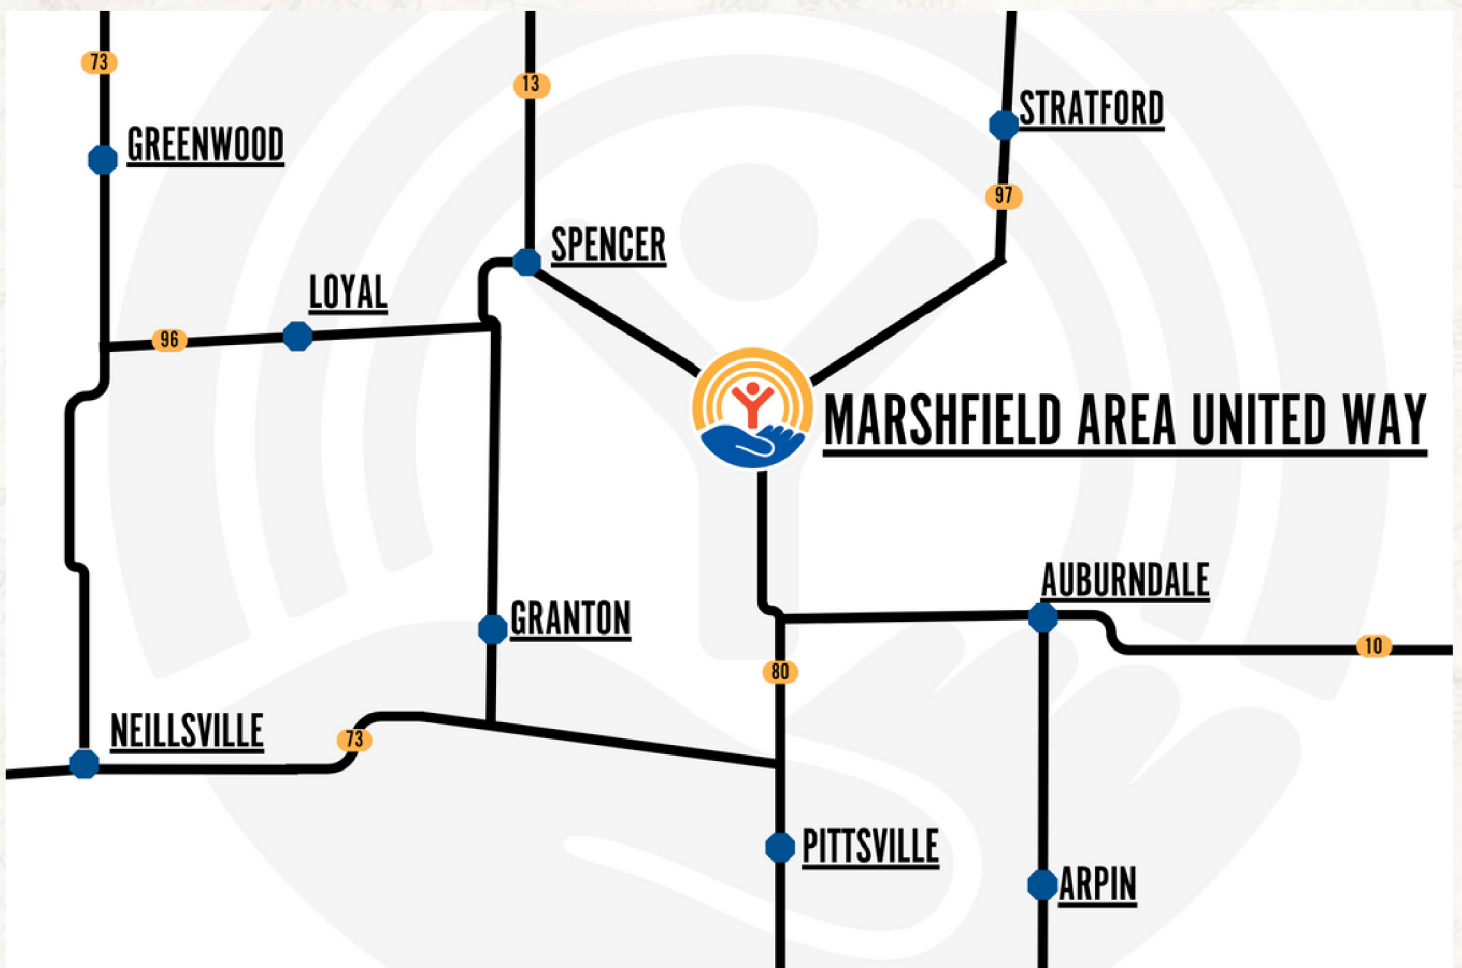 73
13
STRATFORD
GREENWOOD
97
SPENCER
LOYAL
96
MARSHFIELD AREA UNITED WAY
AUBURNDALE
GRANTON
10
80
NEILLSVILLE
73
PITTSVILLE
ARPIN